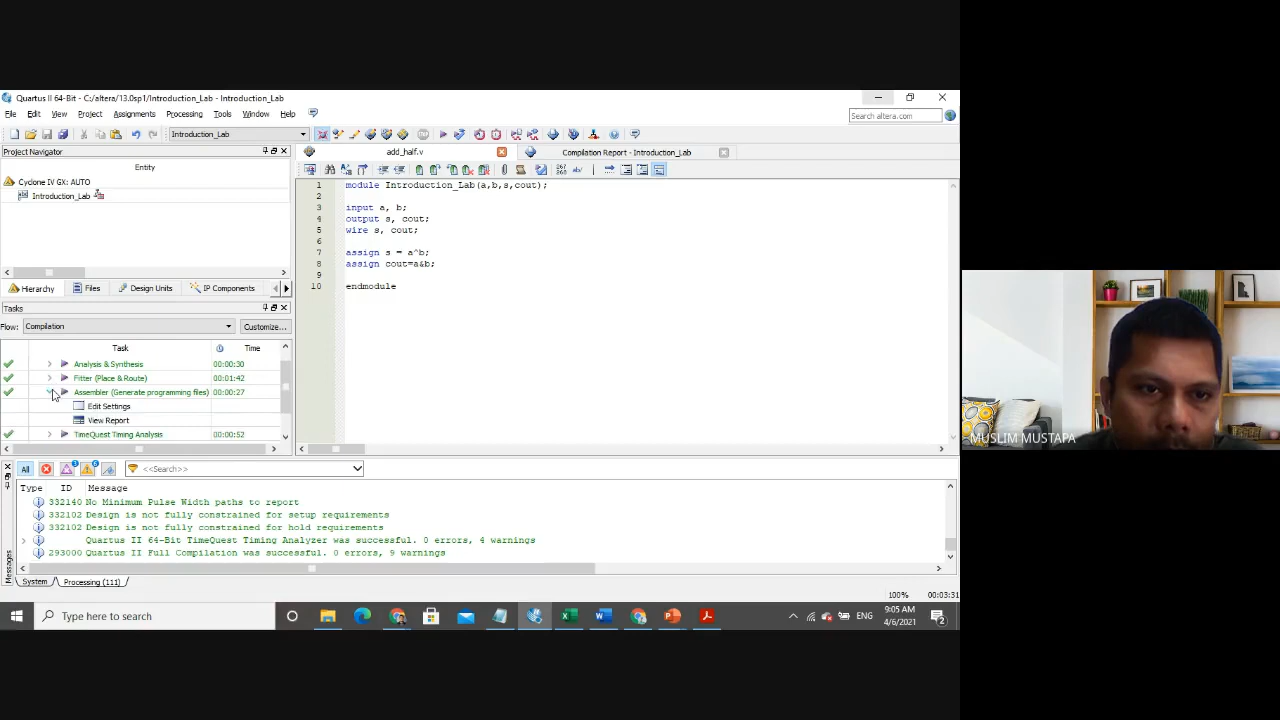 Quartus II 64-Bit - C:/altera/13.0sp1/Introduction_Lab - Introduction_Lab
File Edit View Project Assignments Processing Tools Window Help
Search altera.com
Introduction_Lab
Project Navigator
Entity
Cyclone IV GX: AUTO
Introduction_Lab
Hierarchy Files Design Units IP Components
Tasks
Flow: Compilation Customize...
Task Time
Analysis & Synthesis 00:00:30
Fitter (Place & Route) 00:01:42
Assembler (Generate programming files) 00:00:27
Edit Settings
View Report
TimeQuest Timing Analysis 00:00:52
add_half.v Compilation Report - Introduction_Lab
1 module Introduction_Lab(a,b,s,cout);
2
3 input a, b;
4 output s, cout;
5 wire s, cout;
6
7 assign s = a^b;
8 assign cout=a&b;
9
10 endmodule
MUSLIM MUSTAPA
All <<Search>>
Type ID Message
332140 No Minimum Pulse Width paths to report
332102 Design is not fully constrained for setup requirements
332102 Design is not fully constrained for hold requirements
Quartus II 64-Bit TimeQuest Timing Analyzer was successful. 0 errors, 4 warnings
293000 Quartus II Full Compilation was successful. 0 errors, 9 warnings
Messages
System Processing (111)
100% 00:03:31
Type here to search
ENG
9:05 AM
4/6/2021
2